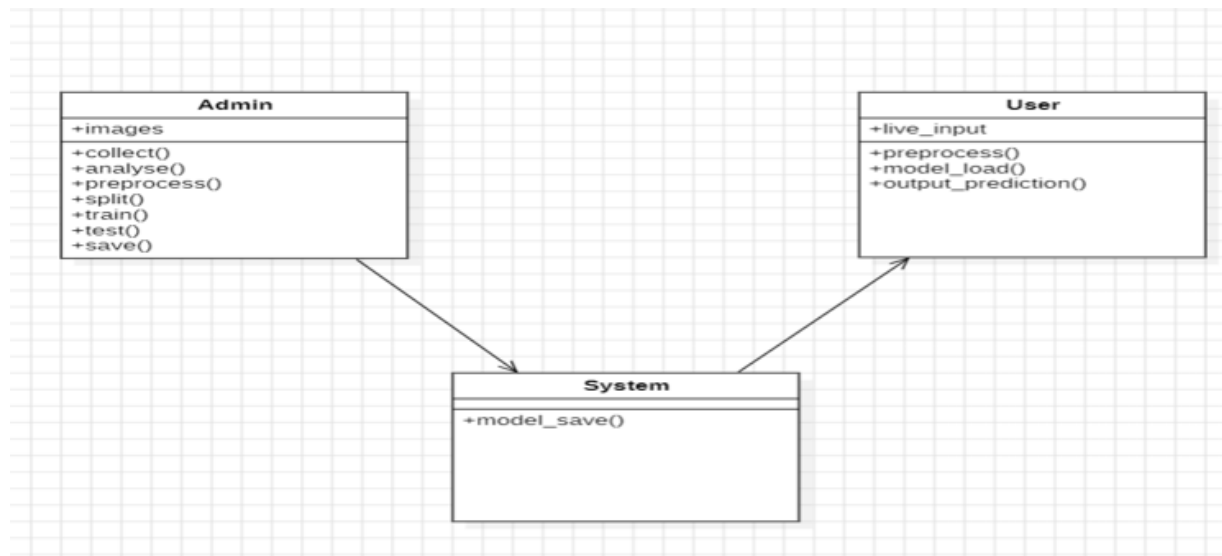 Admin
+images
+collect()
+analyse()
+preprocess()
+split()
+train()
+test()
+save()
User
+live_input
+preprocess()
+model_load()
+output_prediction()
System
+model_save()